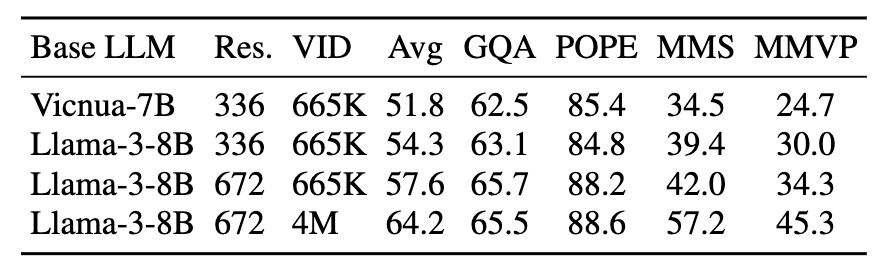 Base LLM Res. VID Avg GQA POPE MMS MMVP
Vicnua-7B 336 665K 51.8 62.5 85.4 34.5 24.7
Llama-3-8B 336 665K 54.3 63.1 84.8 39.4 30.0
Llama-3-8B 672 665K 57.6 65.7 88.2 42.0 34.3
Llama-3-8B 672 4M 64.2 65.5 88.6 57.2 45.3